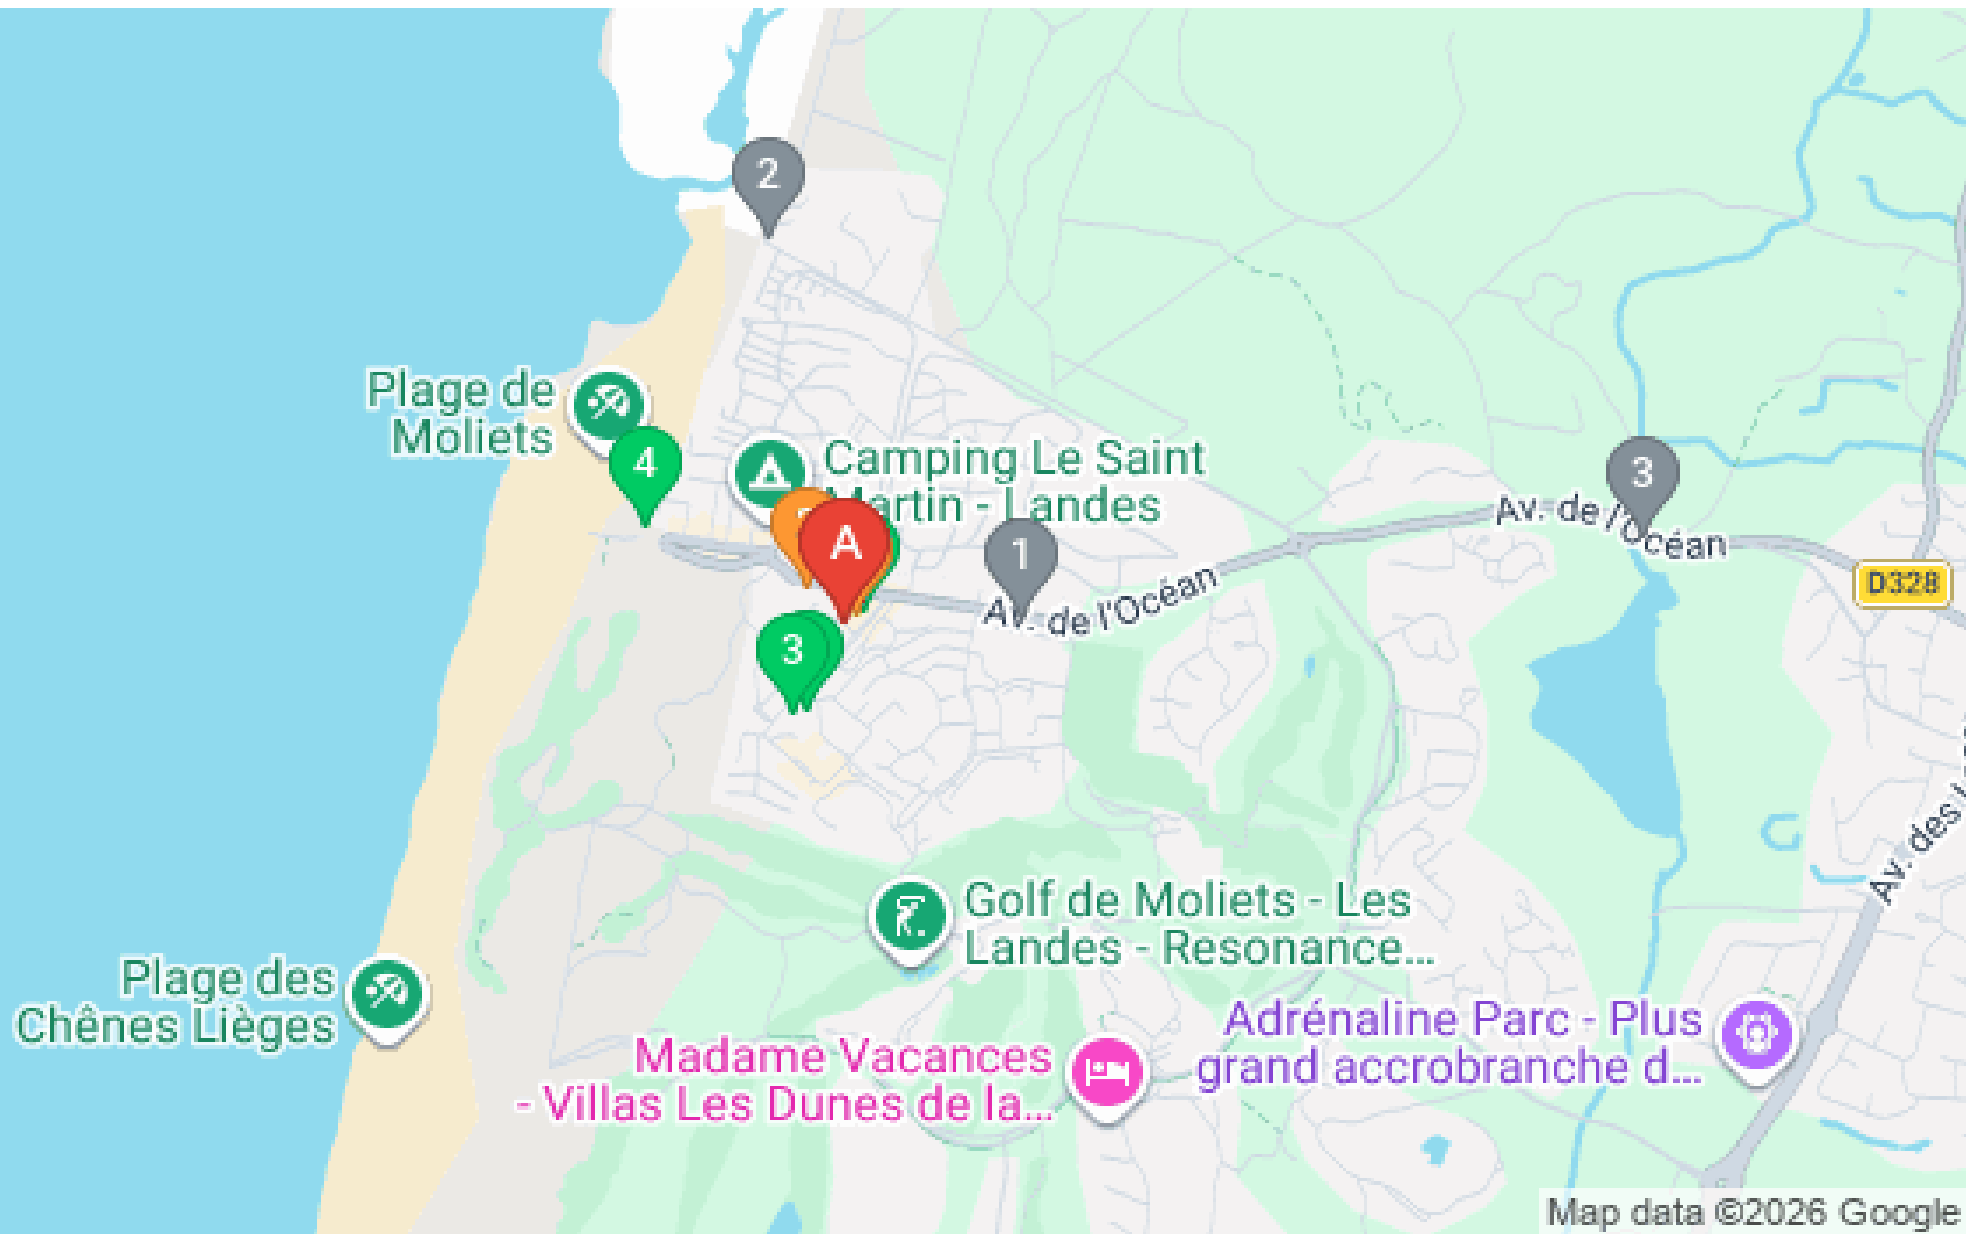 2
Plage de
Moliets
4
Camping Le Saint
Martin - Landes
A
1
3
Av. de l'Océan
Av. de l'Océan
D328
3
Av. des
Golf de Moliets - Les
Landes - Resonance...
Plage des
Chênes Lièges
Adrénaline Parc - Plus
grand accrobranche d...
Madame Vacances
- Villas Les Dunes de la...
Map data ©2026 Google